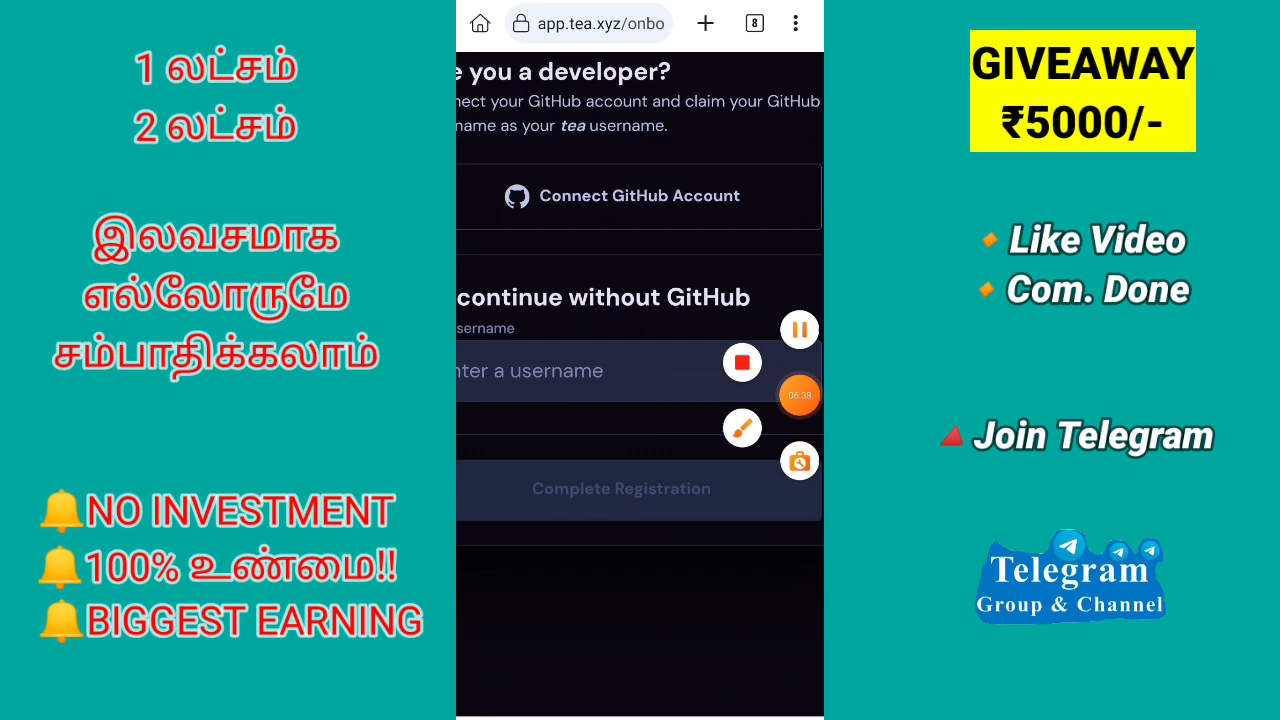 1 லட்சம்
2 லட்சம்
இலவசமாக
எல்லோருமே
சம்பாதிக்கலாம்
🔔NO INVESTMENT
🔔100% உண்மை!!
🔔BIGGEST EARNING
app.tea.xyz/onbo
8
e you a developer?
nect your GitHub account and claim your GitHub
name as your tea username.
Connect GitHub Account
continue without GitHub
sername
nter a username
06:38
Complete Registration
GIVEAWAY
₹5000/-
🔸Like Video
🔸Com. Done
🔺Join Telegram
Telegram
Group & Channel